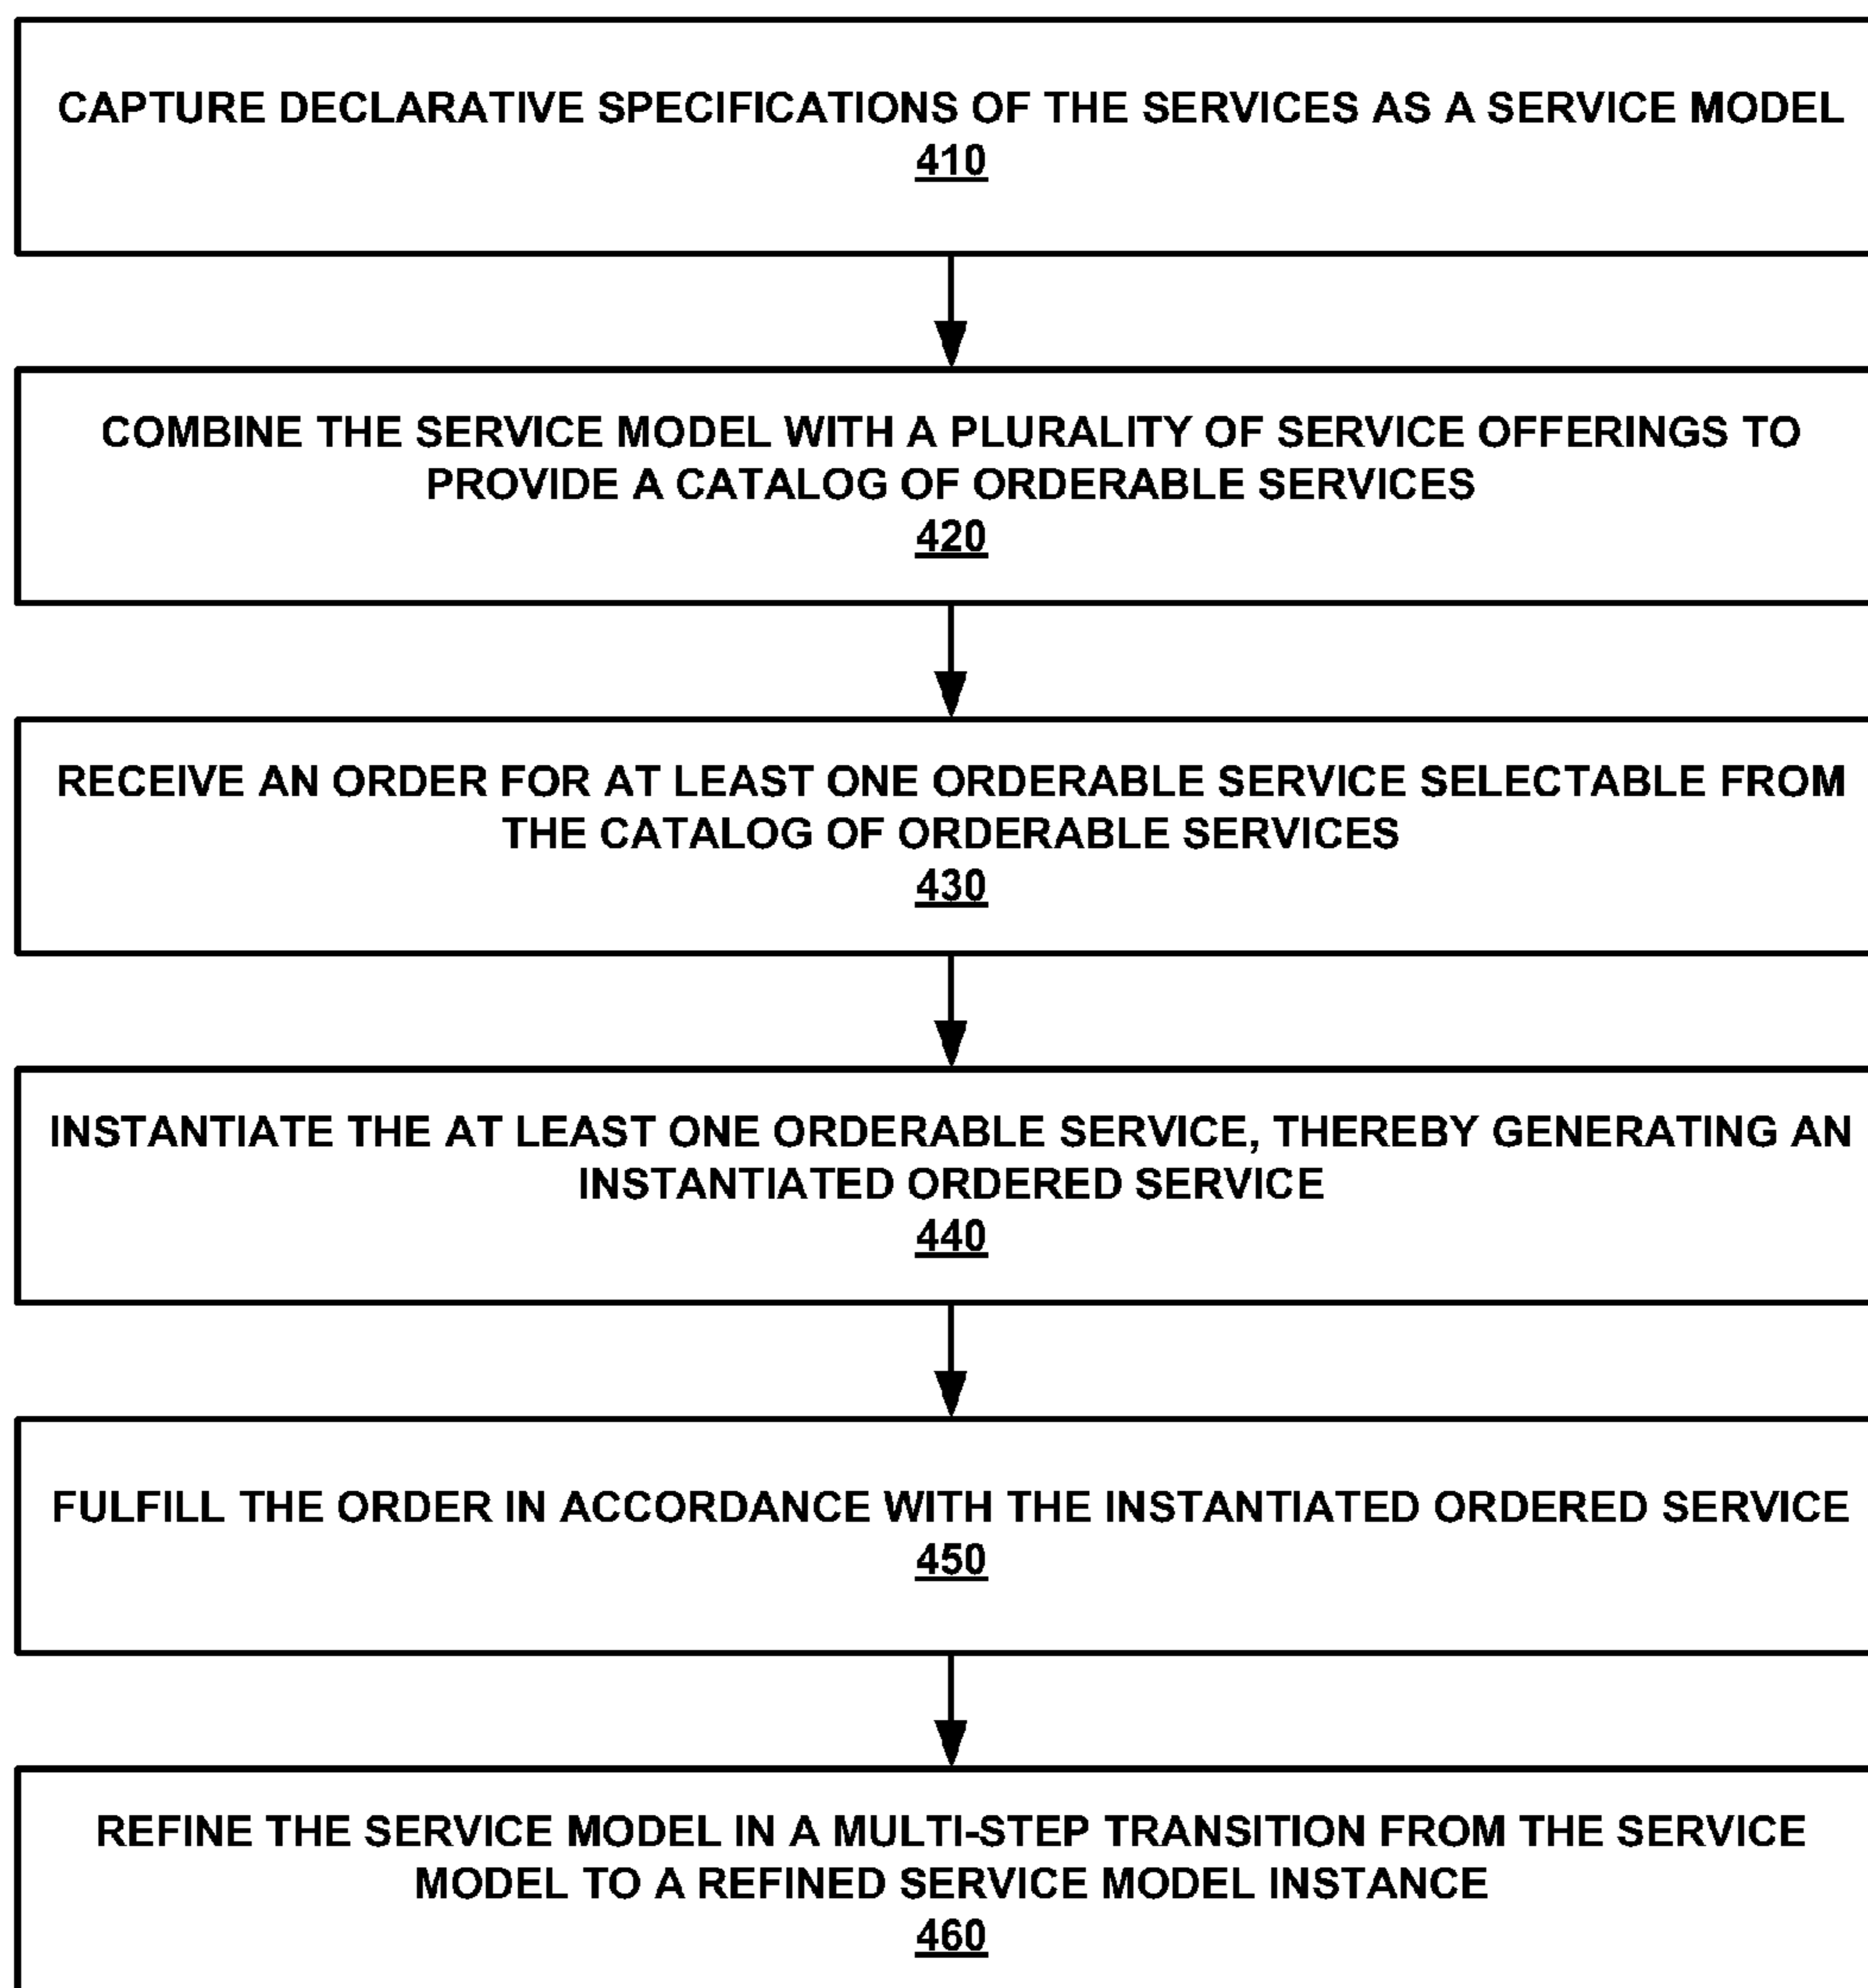 CAPTURE DECLARATIVE SPECIFICATIONS OF THE SERVICES AS A SERVICE MODEL
410
COMBINE THE SERVICE MODEL WITH A PLURALITY OF SERVICE OFFERINGS TO
PROVIDE A CATALOG OF ORDERABLE SERVICES
420
RECEIVE AN ORDER FOR AT LEAST ONE ORDERABLE SERVICE SELECTABLE FROM
THE CATALOG OF ORDERABLE SERVICES
430
INSTANTIATE THE AT LEAST ONE ORDERABLE SERVICE, THEREBY GENERATING AN
INSTANTIATED ORDERED SERVICE
440
FULFILL THE ORDER IN ACCORDANCE WITH THE INSTANTIATED ORDERED SERVICE
450
REFINE THE SERVICE MODEL IN A MULTI-STEP TRANSITION FROM THE SERVICE
MODEL TO A REFINED SERVICE MODEL INSTANCE
460